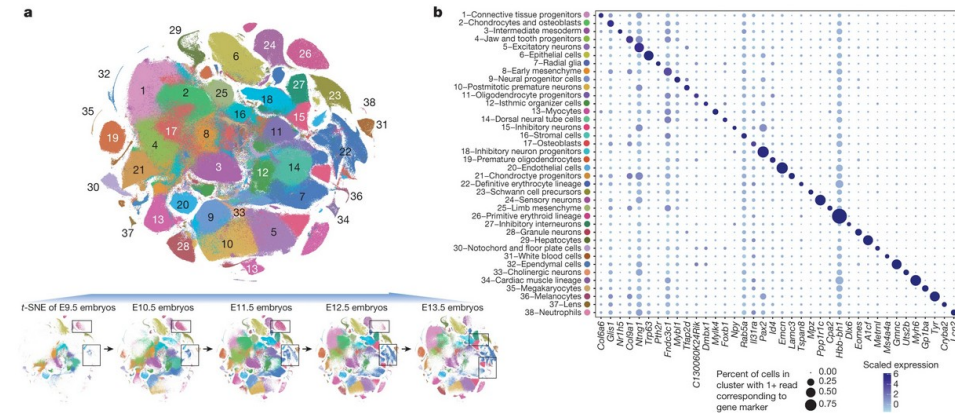 a
29
6
24
26
32
1
2
25
18
27
23
38
35
16
15
31
17
8
11
19
4
22
3
12
14
21
30
7
36
20
9
33
34
13
5
37
28
10
13
t-SNE of E9.5 embryos
E10.5 embryos
E11.5 embryos
E12.5 embryos
E13.5 embryos
b
1–Connective tissue progenitors
2–Chondrocytes and osteoblasts
3–Intermediate mesoderm
4–Jaw and tooth progenitors
5–Excitatory neurons
6–Epithelial cells
7–Radial glia
8–Early mesenchyme
9–Neural progenitor cells
10–Postmitotic premature neurons
11–Oligodendrocyte progenitors
12–Isthmic organizer cells
13–Myocytes
14–Dorsal neural tube cells
15–Inhibitory neurons
16–Stromal cells
17–Osteoblasts
18–Inhibitory neuron progenitors
19–Premature oligodendrocytes
20–Endothelial cells
21–Chondroctye progenitors
22–Definitive erythrocyte lineage
23–Schwann cell precursors
24–Sensory neurons
25–Limb mesenchyme
26–Primitive erythroid lineage
27–Inhibitory interneurons
28–Granule neurons
29–Hepatocytes
30–Notochord and floor plate cells
31–White blood cells
32–Ependymal cells
33–Cholinergic neurons
34–Cardiac muscle lineage
35–Megakaryocytes
36–Melanocytes
37–Lens
38–Neutrophils
Col6a6
Glis1
Nr1h5
Col9a1
Ntng1
Trp63
Pth2r
Fndc3c1
Mybl1
Tfap2d
C130060K24Rik
Dmbx1
Mylk4
Foxb1
Npy
Rab5a
Il31ra
Pax2
Id4
Emcn
Lamc3
Tspan8
Mpz
Ppp1r1c
Cpa2
Hbb-bh1
Dlx6
Eomes
A1cf
Metrnl
Ms4a4a
Gmnc
Uts2b
Myh6
Gp1ba
Tyr
Cryba2
Percent of cells in
cluster with 1+ read
corresponding to
gene marker
0.00
0.25
0.50
0.75
Scaled expression
6
4
2
0